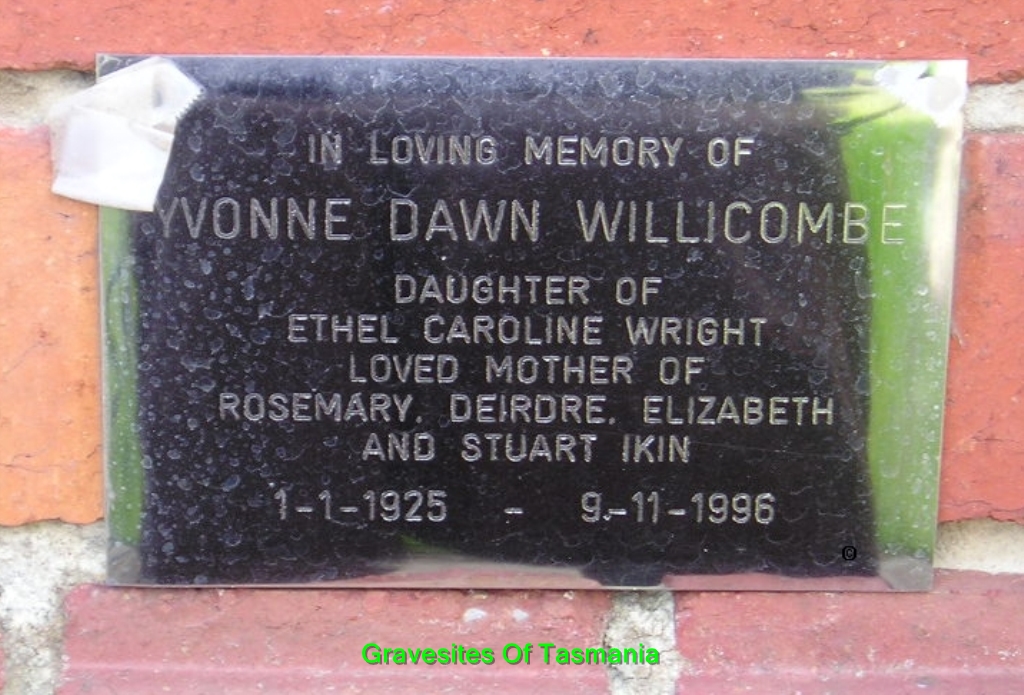 IN LOVING MEMORY OF
YVONNE DAWN WILLICOMBE
DAUGHTER OF
ETHEL CAROLINE WRIGHT
LOVED MOTHER OF
ROSEMARY, DEIRDRE, ELIZABETH
AND STUART IKIN
1-1-1925 - 9-11-1996
©
Gravesites Of Tasmania